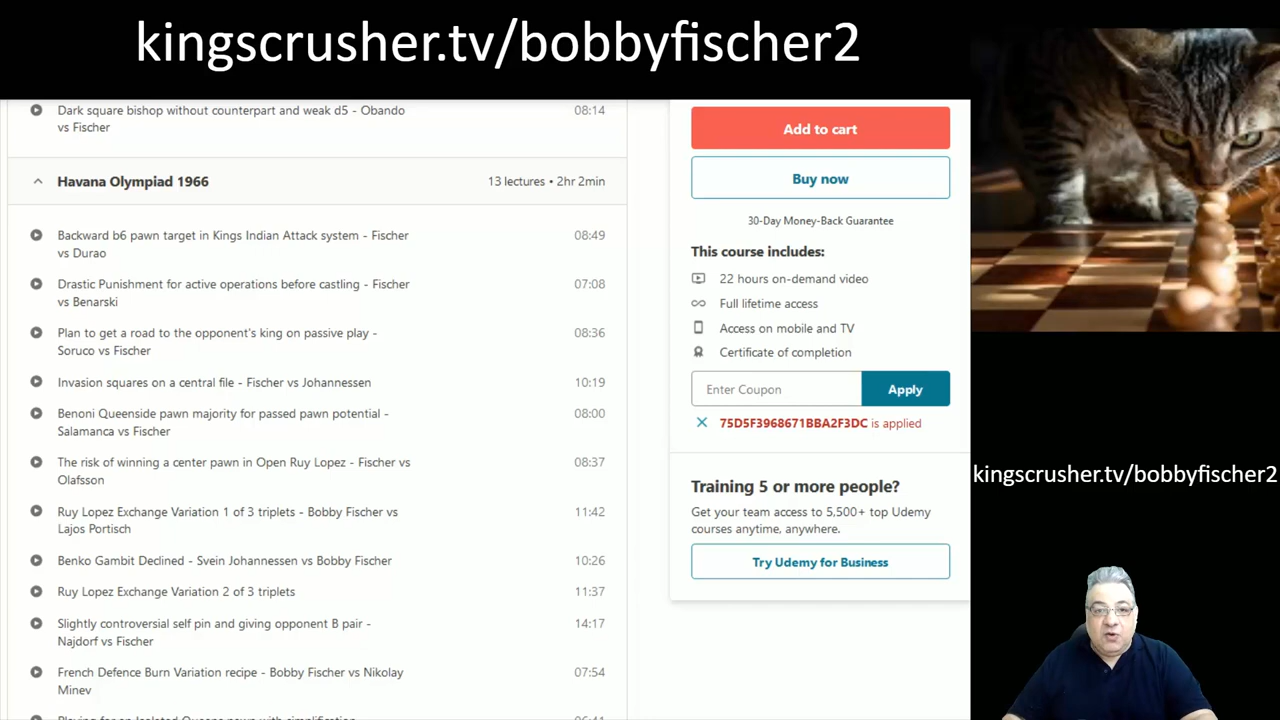 kingscrusher.tv/bobbyfischer2
Dark square bishop without counterpart and weak d5 - Obando 08:14
vs Fischer
Havana Olympiad 1966 13 lectures • 2hr 2min
Backward b6 pawn target in Kings Indian Attack system - Fischer 08:49
vs Durao
Drastic Punishment for active operations before castling - Fischer 07:08
vs Benarski
Plan to get a road to the opponent's king on passive play - 08:36
Soruco vs Fischer
Invasion squares on a central file - Fischer vs Johannessen 10:19
Benoni Queenside pawn majority for passed pawn potential - 08:00
Salamanca vs Fischer
The risk of winning a center pawn in Open Ruy Lopez - Fischer vs 08:37
Olafsson
Ruy Lopez Exchange Variation 1 of 3 triplets - Bobby Fischer vs 11:42
Lajos Portisch
Benko Gambit Declined - Svein Johannessen vs Bobby Fischer 10:26
Ruy Lopez Exchange Variation 2 of 3 triplets 11:37
Slightly controversial self pin and giving opponent B pair - 14:17
Najdorf vs Fischer
French Defence Burn Variation recipe - Bobby Fischer vs Nikolay 07:54
Minev
Playing for an Isolated Queens pawn with simplification 06:41
Add to cart
Buy now
30-Day Money-Back Guarantee
This course includes:
22 hours on-demand video
Full lifetime access
Access on mobile and TV
Certificate of completion
Enter Coupon Apply
75D5F3968671BBA2F3DC is applied
Training 5 or more people?
Get your team access to 5,500+ top Udemy
courses anytime, anywhere.
Try Udemy for Business
kingscrusher.tv/bobbyfischer2